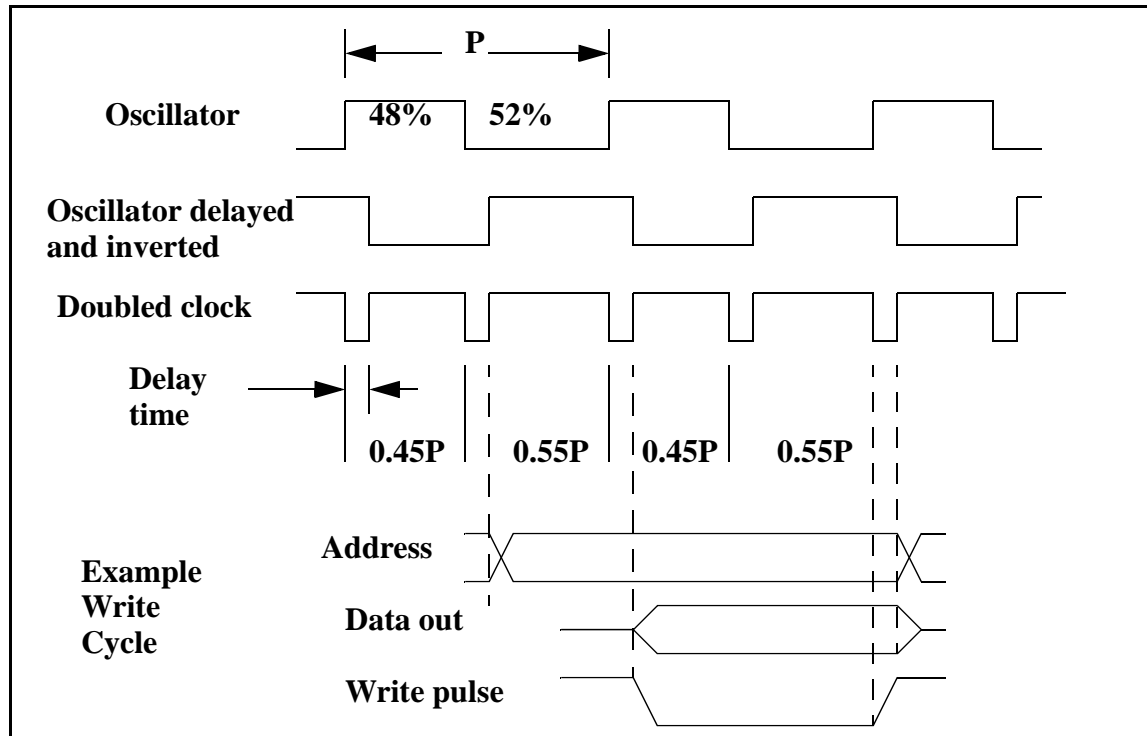 P
Oscillator
48% 52%
Oscillator delayed
and inverted
Doubled clock
Delay
time
0.45P 0.55P 0.45P 0.55P
Example
Write
Cycle
Address
Data out
Write pulse